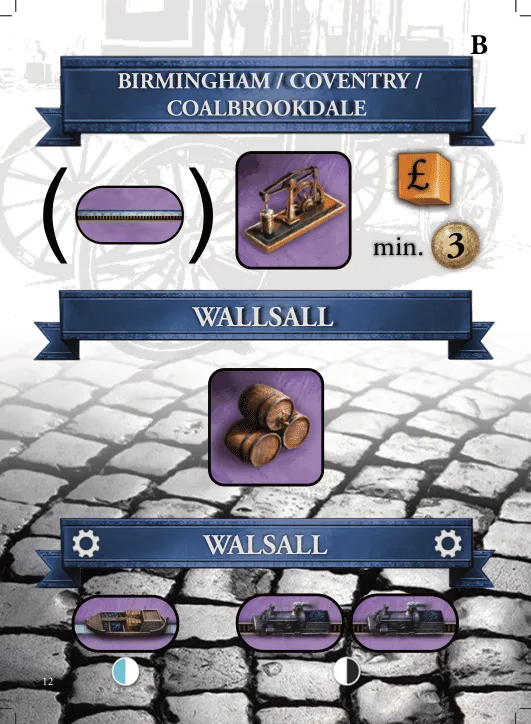 B
BIRMINGHAM / COVENTRY /
COALBROOKDALE
( )
£
min. 3
WALLSALL
WALSALL
12